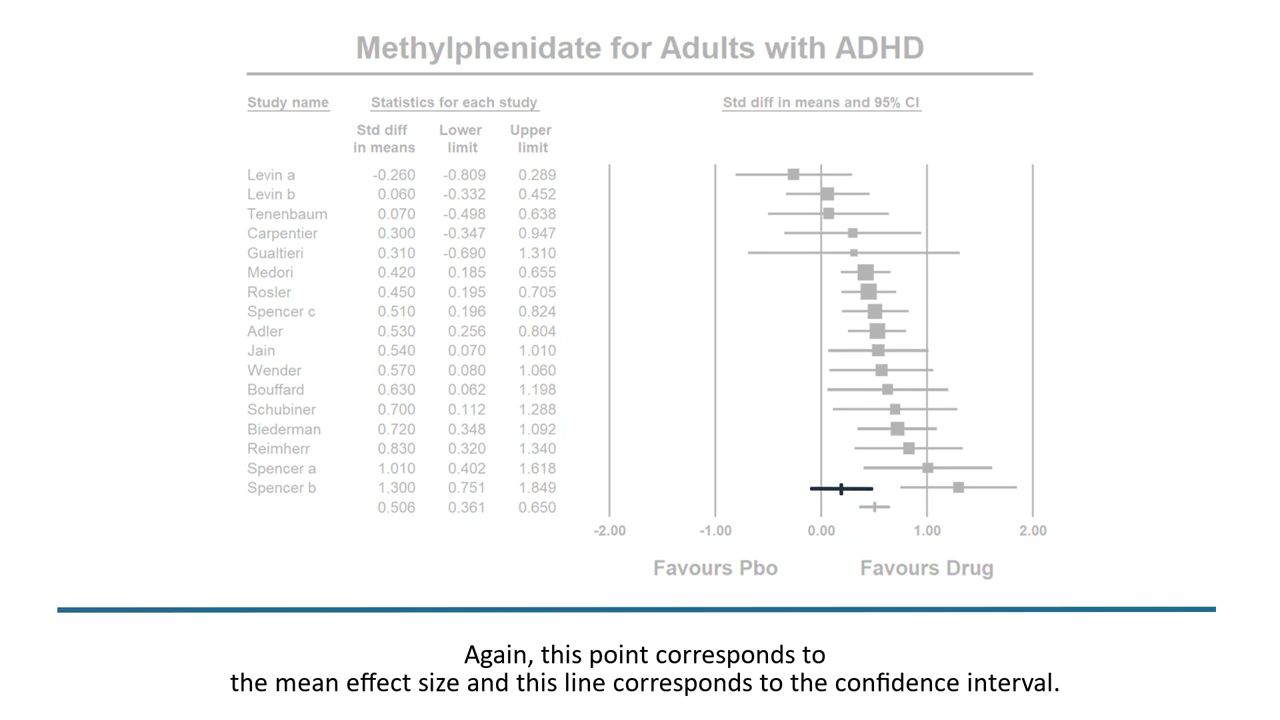 Methylphenidate for Adults with ADHD
Study name Statistics for each study Std diff in means and 95% CI
Std diff Lower Upper
in means limit limit
Levin a -0.260 -0.809 0.289
Levin b 0.060 -0.332 0.452
Tenenbaum 0.070 -0.498 0.638
Carpentier 0.300 -0.347 0.947
Gualtieri 0.310 -0.690 1.310
Medori 0.420 0.185 0.655
Rosler 0.450 0.195 0.705
Spencer c 0.510 0.196 0.824
Adler 0.530 0.256 0.804
Jain 0.540 0.070 1.010
Wender 0.570 0.080 1.060
Bouffard 0.630 0.062 1.198
Schubiner 0.700 0.112 1.288
Biederman 0.720 0.348 1.092
Reimherr 0.830 0.320 1.340
Spencer a 1.010 0.402 1.618
Spencer b 1.300 0.751 1.849
0.506 0.361 0.650
-2.00 -1.00 0.00 1.00 2.00
Favours Pbo Favours Drug
Again, this point corresponds to
the mean effect size and this line corresponds to the confidence interval.